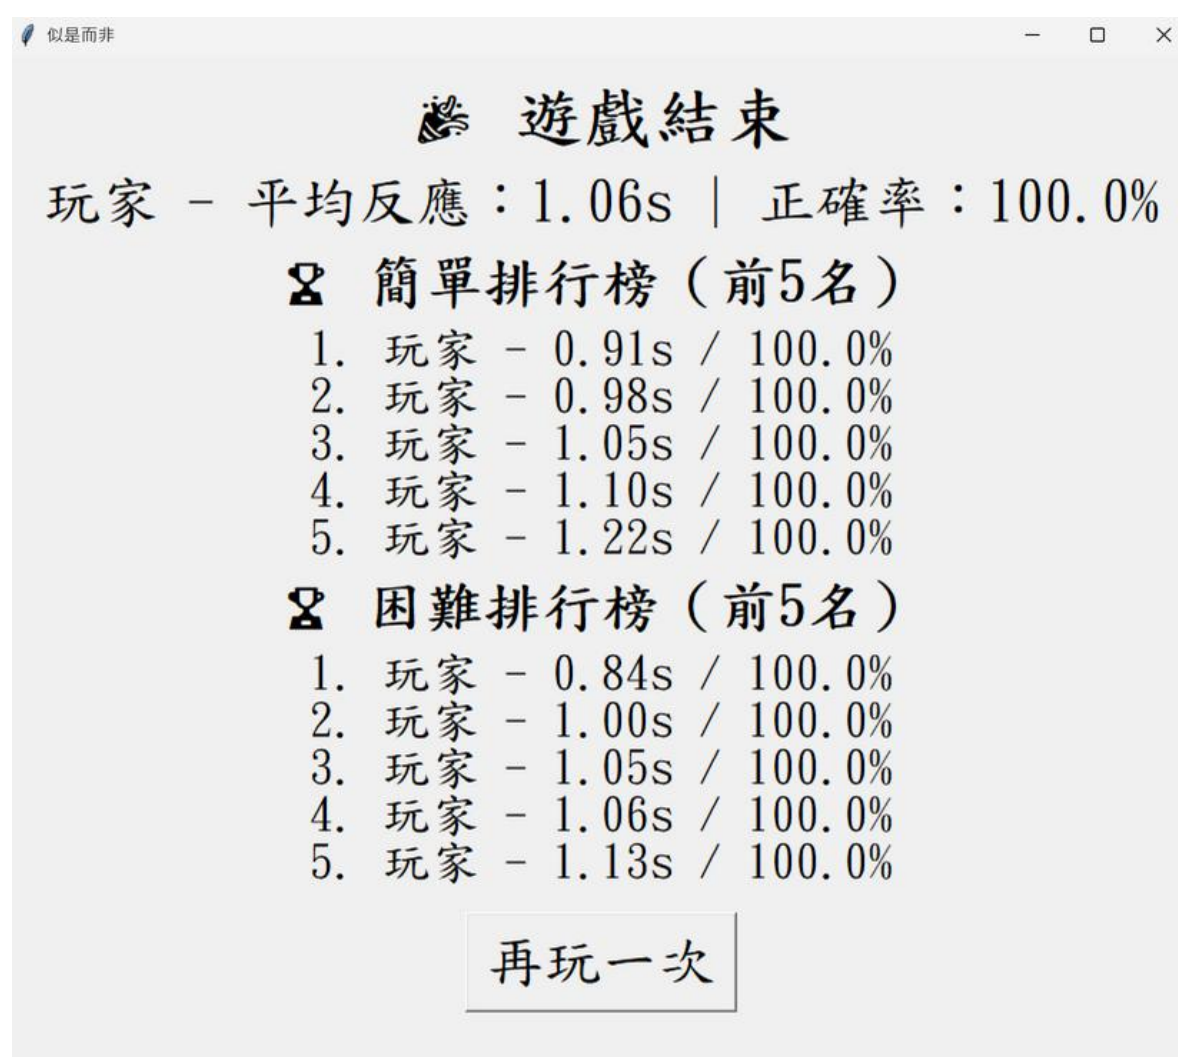 似是而非
🎉 遊戲結束
玩家 - 平均反應：1.06s | 正確率：100.0%
🏆 簡單排行榜（前5名）
1. 玩家 - 0.91s / 100.0%
2. 玩家 - 0.98s / 100.0%
3. 玩家 - 1.05s / 100.0%
4. 玩家 - 1.10s / 100.0%
5. 玩家 - 1.22s / 100.0%
🏆 困難排行榜（前5名）
1. 玩家 - 0.84s / 100.0%
2. 玩家 - 1.00s / 100.0%
3. 玩家 - 1.05s / 100.0%
4. 玩家 - 1.06s / 100.0%
5. 玩家 - 1.13s / 100.0%
再玩一次